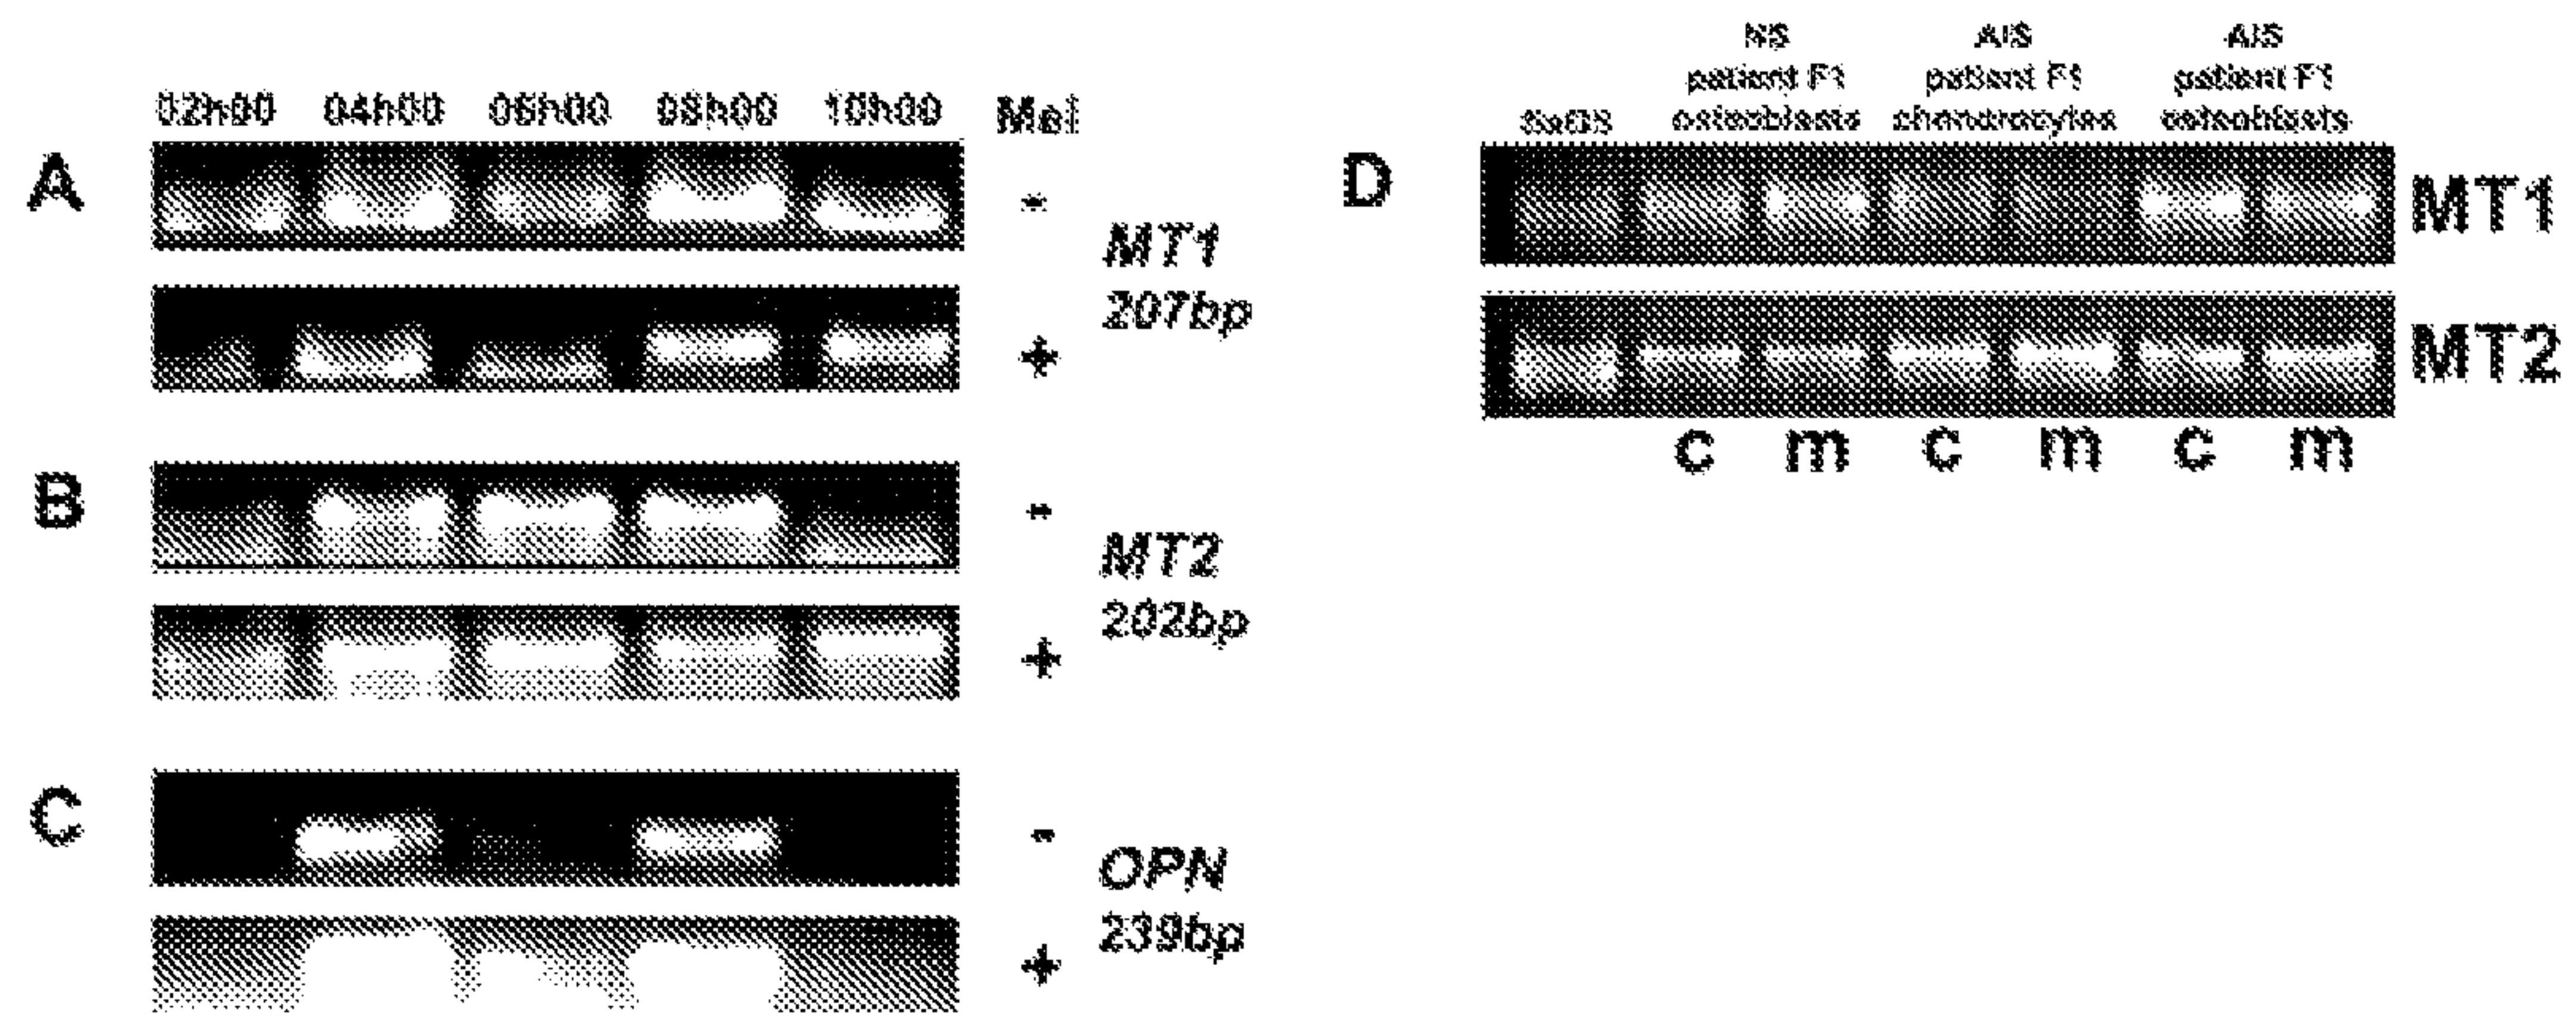 02h00 04h00 06h00 08h00 10h00 Mel
A
-
MT1
207bp
+
B
-
MT2
202bp
+
C
-
OPN
239bp
+
D
NS
patient F1
osteoblasts
AIS
patient F1
chondrocytes
AIS
patient F1
osteoblasts
MT1
MT2
c m c m c m